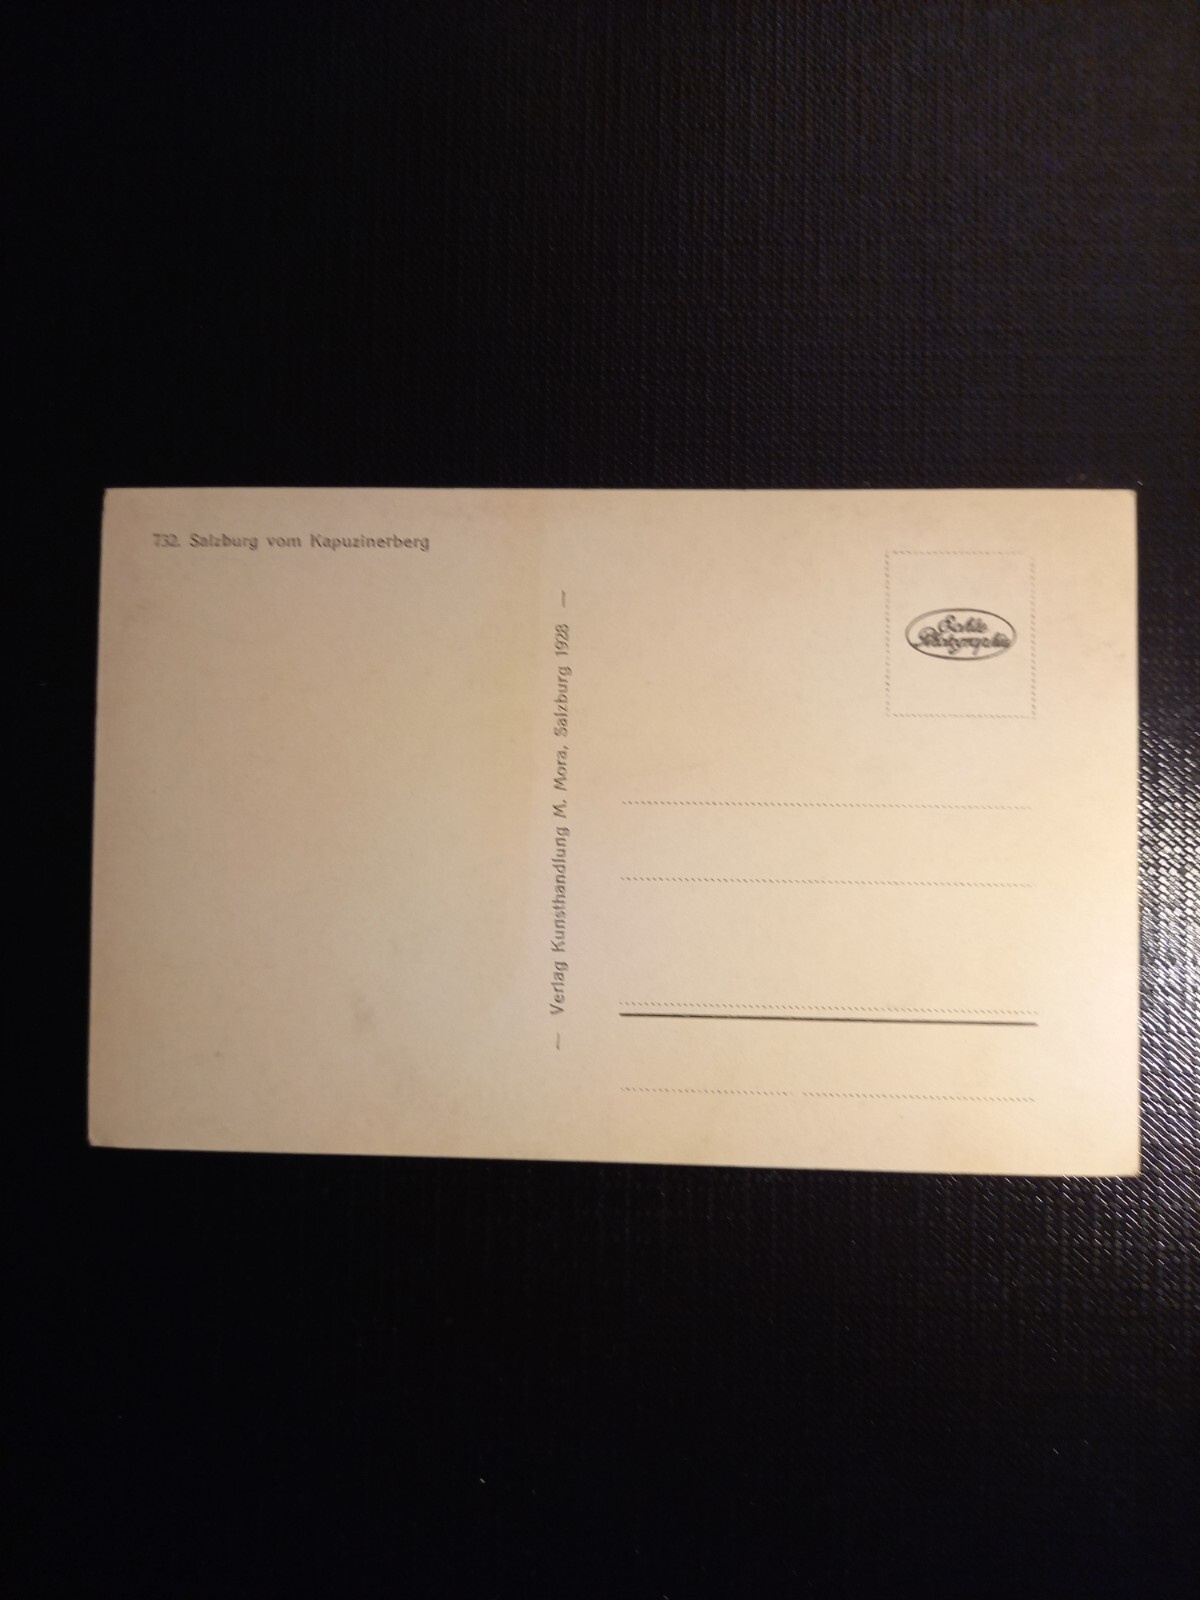 732. Salzburg vom Kapuzinerberg
— Verlag Kunsthandlung M. Mora, Salzburg 1928 —
Echte
Photographie